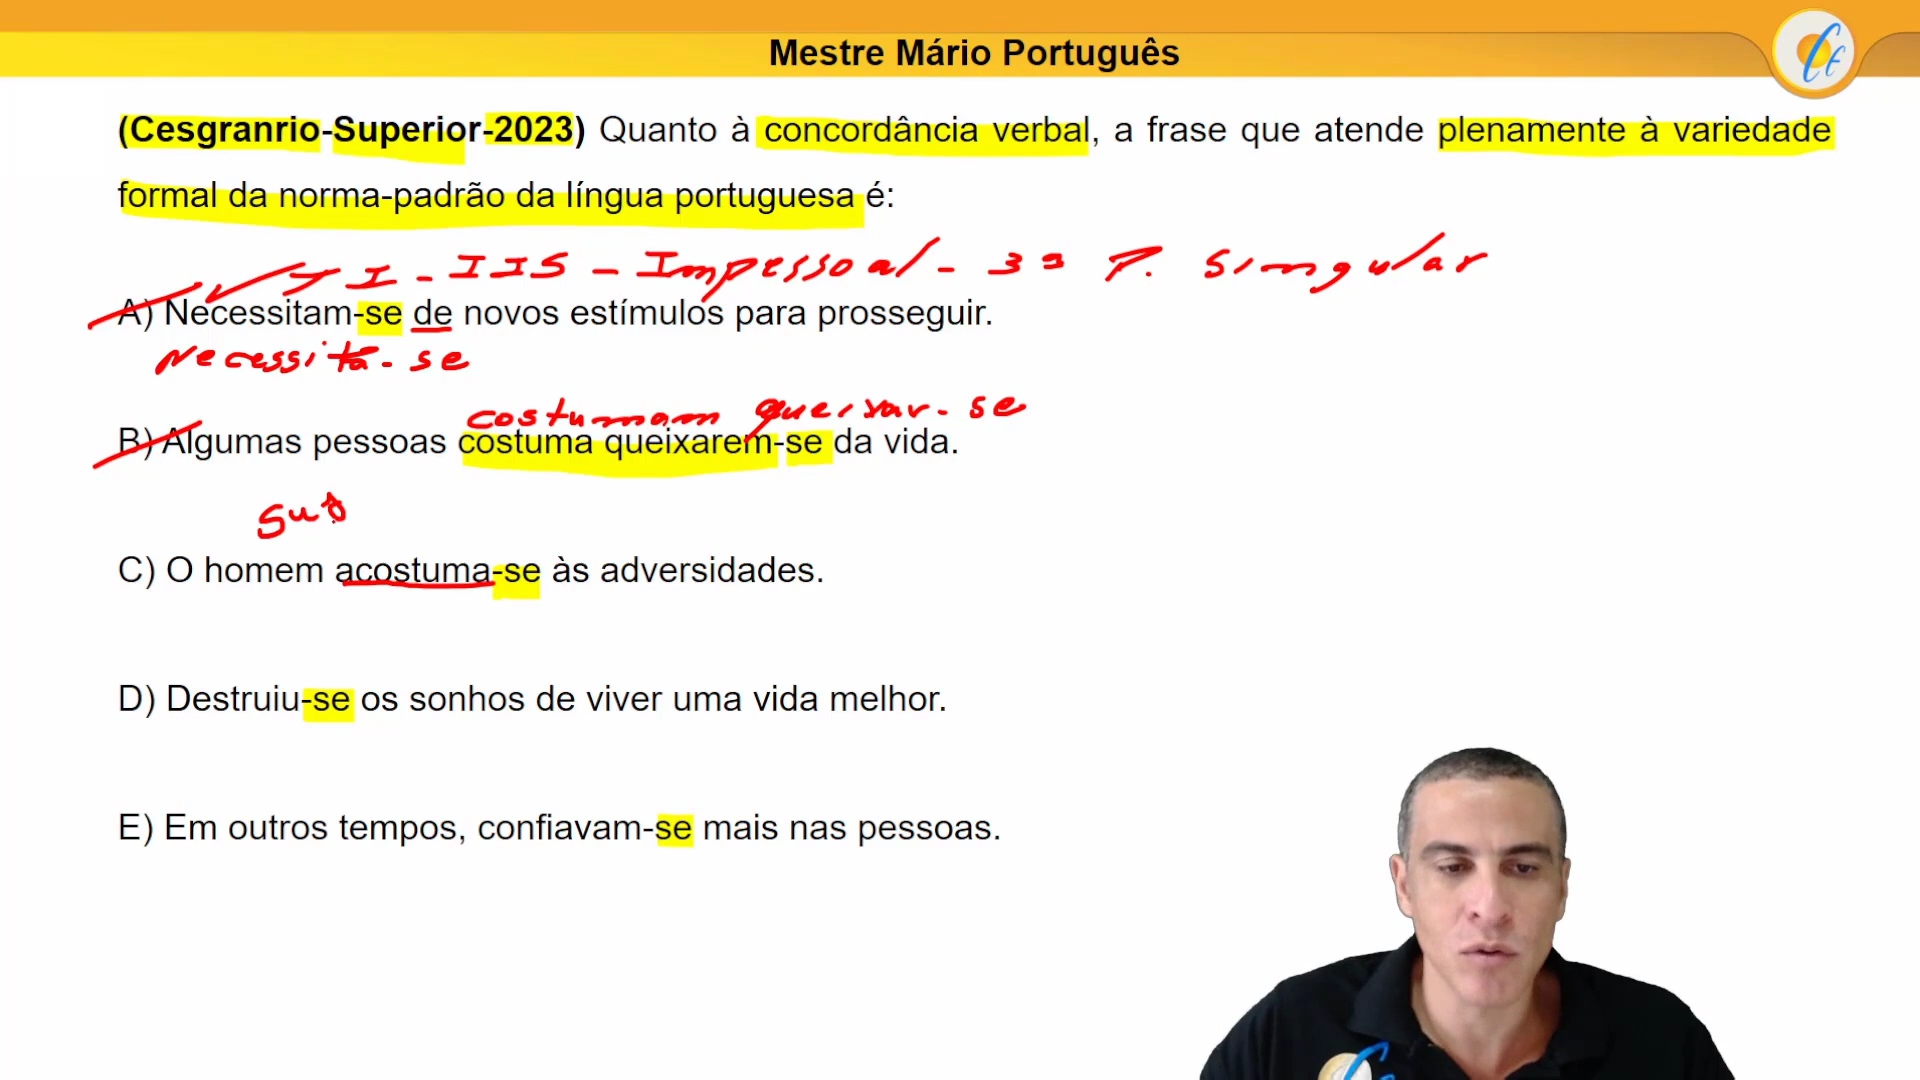 Mestre Mário Português
(Cesgranrio-Superior-2023) Quanto à concordância verbal, a frase que atende plenamente à variedade
formal da norma-padrão da língua portuguesa é:
I - IIS - Impessoal - 3ª P. Singular
A) Necessitam-se de novos estímulos para prosseguir.
Necessita-se
costumam queixar-se
B) Algumas pessoas costuma queixarem-se da vida.
C) O homem acostuma-se às adversidades.
D) Destruiu-se os sonhos de viver uma vida melhor.
E) Em outros tempos, confiavam-se mais nas pessoas.